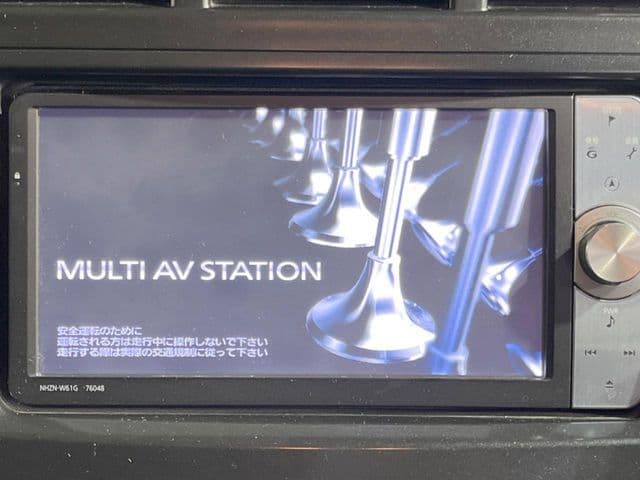 MULTI AV STATION
安全運転のために
運転される方は走行中に操作しないで下さい
走行する際は実際の交通規制に従って下さい
NHZN-W61G 76048
G
PWR